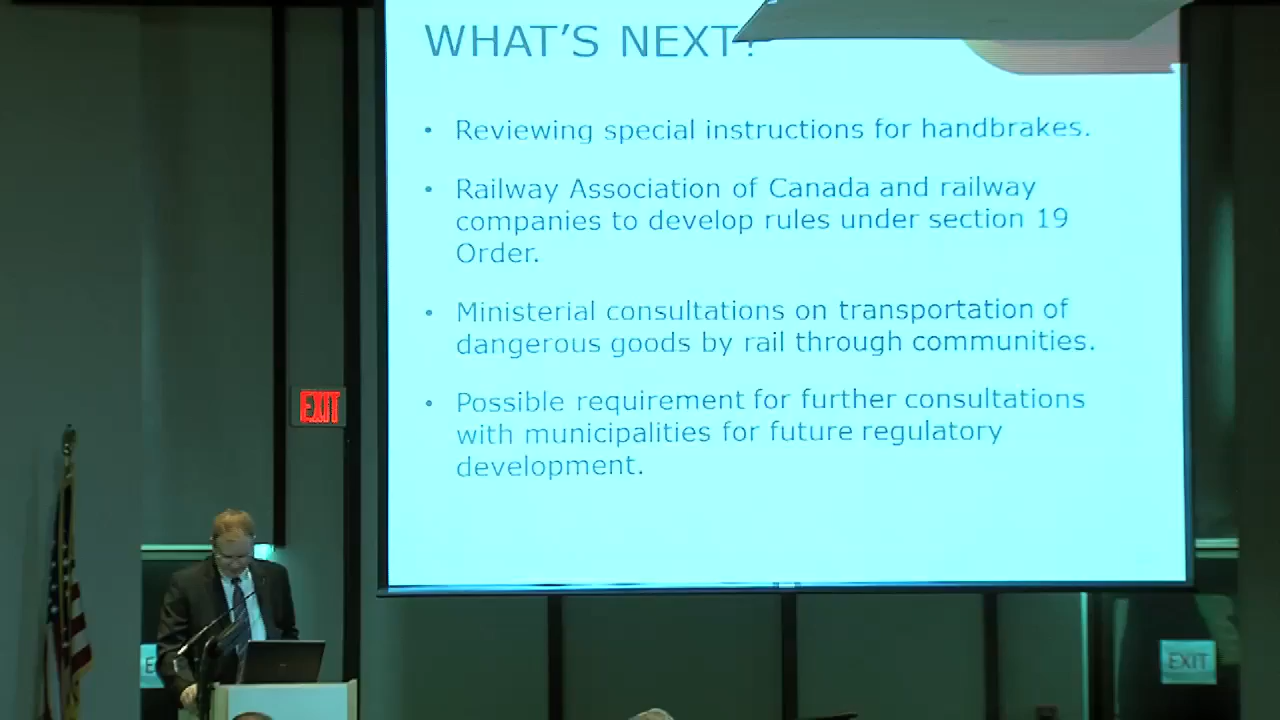 WHAT'S NEXT?
• Reviewing special instructions for handbrakes.
• Railway Association of Canada and railway
companies to develop rules under section 19
Order.
• Ministerial consultations on transportation of
dangerous goods by rail through communities.
• Possible requirement for further consultations
with municipalities for future regulatory
development.
EXIT
E
EXIT